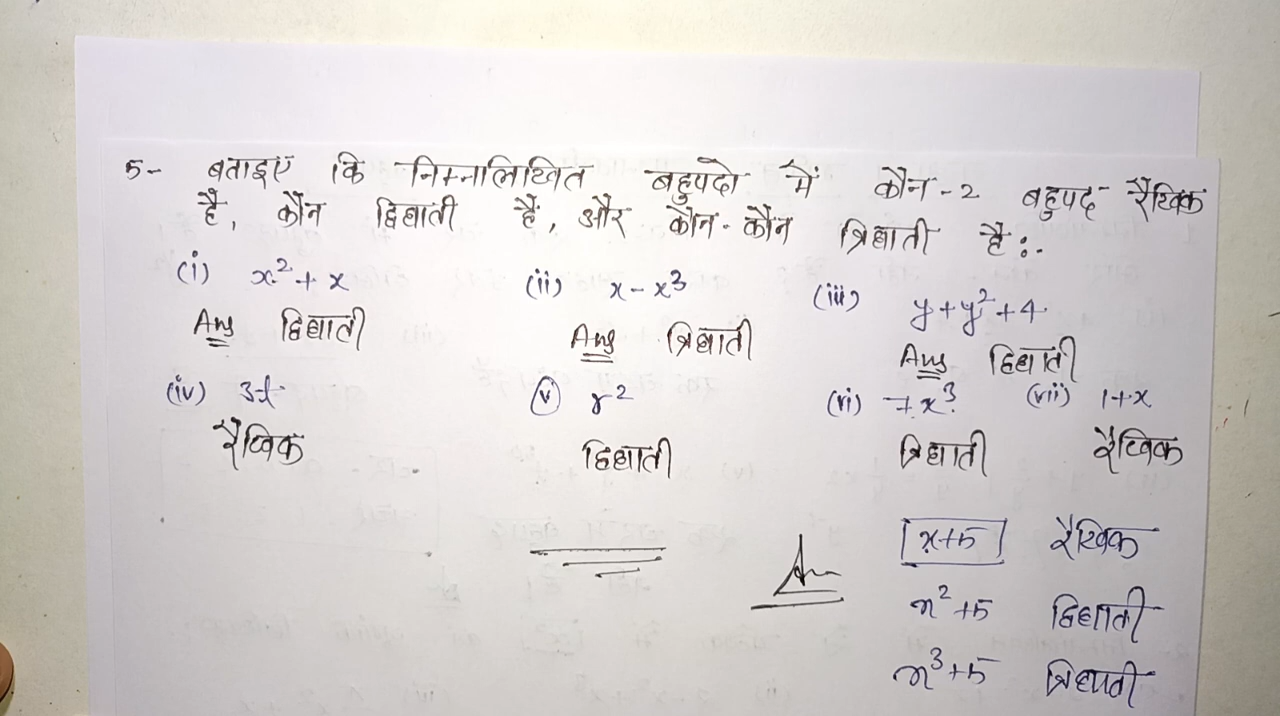 5- बताइए कि निम्नलिखित बहुपदो में कौन-2 बहुपद रैखिक
है, कौन द्विघाती है, और कौन-कौन त्रिघाती है:-
(i) x² + x (ii) x - x³ (iii) y + y² + 4
Ans द्विघाती Ans त्रिघाती Ans द्विघाती
(iv) 3t (v) r² (vi) 7x³ (vii) 1+x
रैखिक द्विघाती त्रिघाती रैखिक
x+5 रैखिक
x²+5 द्विघाती
x³+5 त्रिघाती